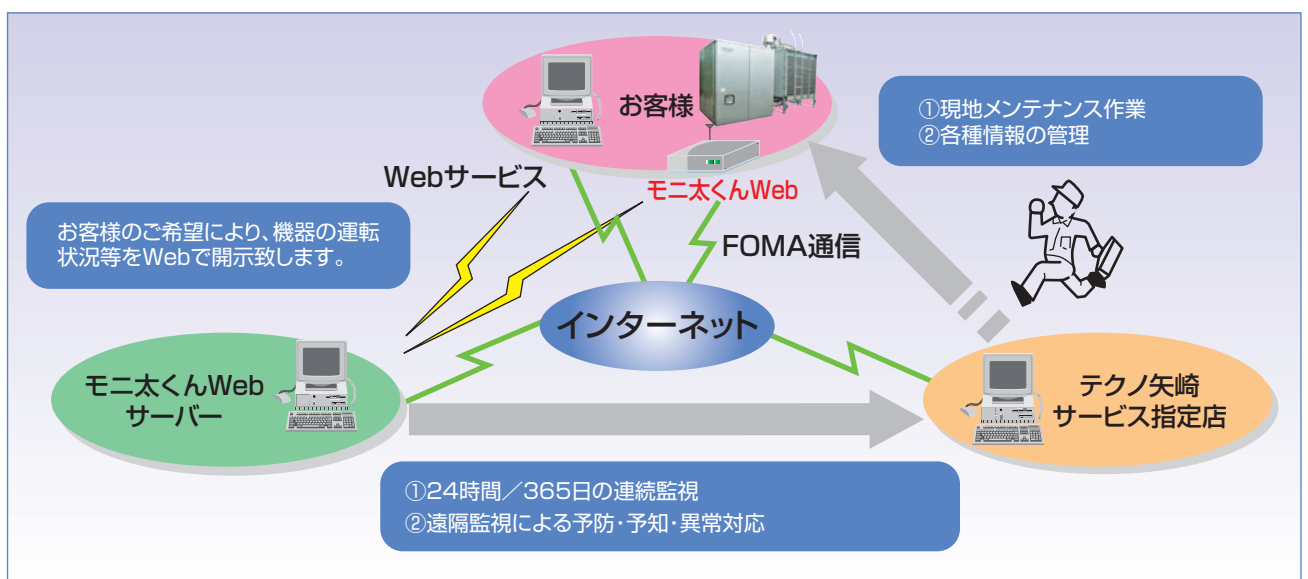 お客様
①現地メンテナンス作業
②各種情報の管理
Webサービス
モニ太くんWeb
お客様のご希望により、機器の運転
状況等をWebで開示致します。
FOMA通信
インターネット
モニ太くんWeb
サーバー
テクノ矢崎
サービス指定店
①24時間／365日の連続監視
②遠隔監視による予防・予知・異常対応